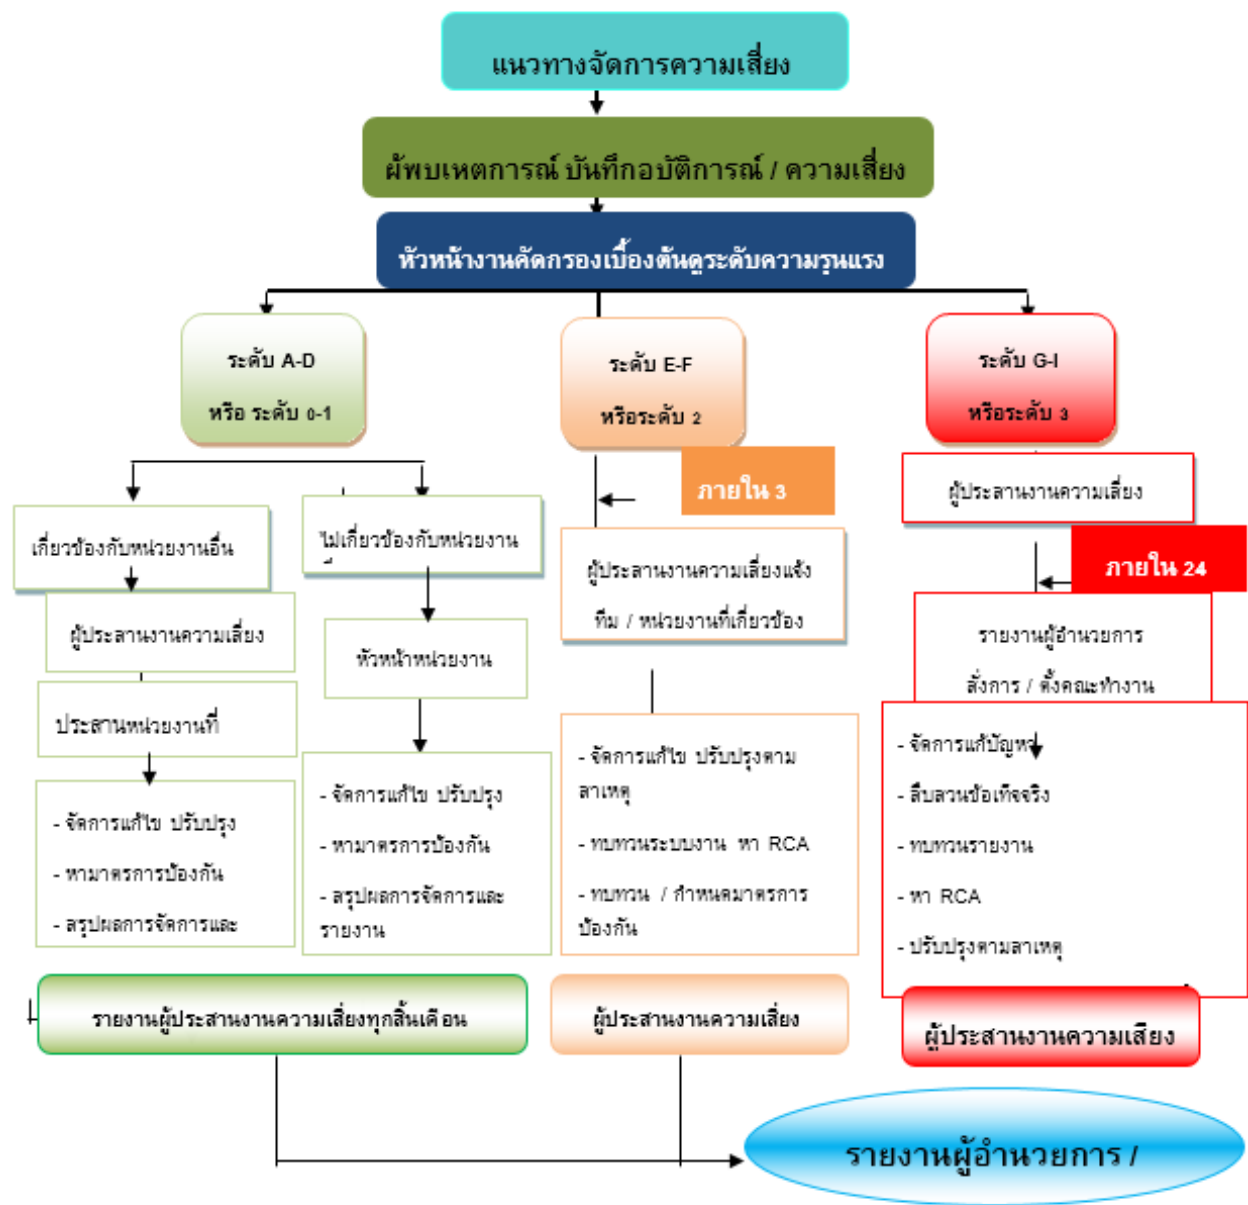 แนวทางจัดการความเสี่ยง
ผู้พบเหตุการณ์ บันทึกอุบัติการณ์ / ความเสี่ยง
หัวหน้างานคัดกรองเบื้องต้นดูระดับความรุนแรง
ระดับ A-D
หรือ ระดับ 0-1
ระดับ E-F
หรือระดับ 2
ระดับ G-I
หรือระดับ 3
ภายใน 3
ผู้ประสานงานความเสี่ยง
ภายใน 24
เกี่ยวข้องกับหน่วยงานอื่น
ไม่เกี่ยวข้องกับหน่วยงาน
ผู้ประสานงานความเสี่ยงแจ้ง
ทีม / หน่วยงานที่เกี่ยวข้อง
ผู้ประสานงานความเสี่ยง
หัวหน้าหน่วยงาน
รายงานผู้อำนวยการ
สั่งการ / ตั้งคณะทำงาน
ประสานหน่วยงานที่
- จัดการแก้ไข ปรับปรุง
- หามาตรการป้องกัน
- สรุปผลการจัดการและ
- จัดการแก้ไข ปรับปรุง
- หามาตรการป้องกัน
- สรุปผลการจัดการและ
รายงาน
- จัดการแก้ไข ปรับปรุงตาม
สาเหตุ
- ทบทวนระบบงาน หา RCA
- ทบทวน / กำหนดมาตรการ
ป้องกัน
- จัดการแก้ปัญหา
- สืบสวนข้อเท็จจริง
- ทบทวนรายงาน
- หา RCA
- ปรับปรุงตามสาเหตุ
รายงานผู้ประสานงานความเสี่ยงทุกสิ้นเดือน
ผู้ประสานงานความเสี่ยง
ผู้ประสานงานความเสี่ยง
รายงานผู้อำนวยการ /